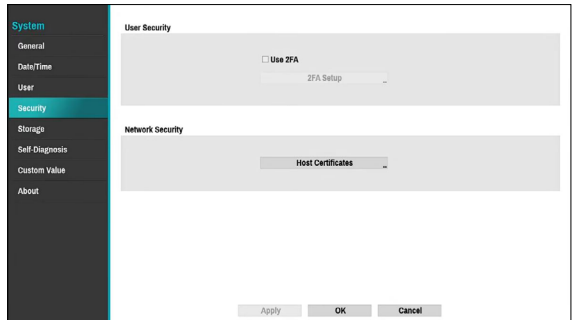 System
General
Date/Time
User
Security
Storage
Self-Diagnosis
Custom Value
About
User Security
Use 2FA
2FA Setup ...
Network Security
Host Certificates ...
Apply OK Cancel